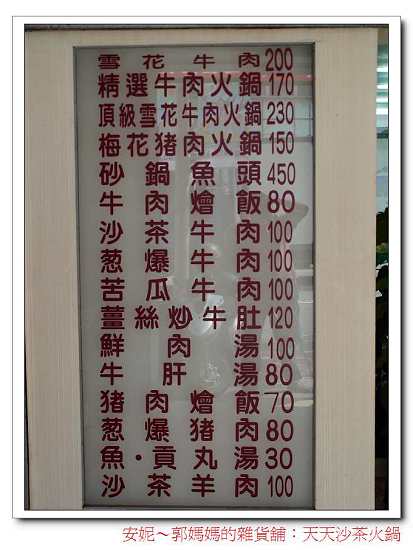 雪花牛肉200
精選牛肉火鍋170
頂級雪花牛肉火鍋230
梅花豬肉火鍋150
砂鍋魚頭450
牛肉燴飯80
沙茶牛肉100
葱爆牛肉100
苦瓜牛肉100
薑絲炒牛肚120
鮮肉湯100
牛肝湯80
豬肉燴飯70
葱爆豬肉80
魚·貢丸湯30
沙茶羊肉100
安妮~郭媽媽的雜貨舖：天天沙茶火鍋